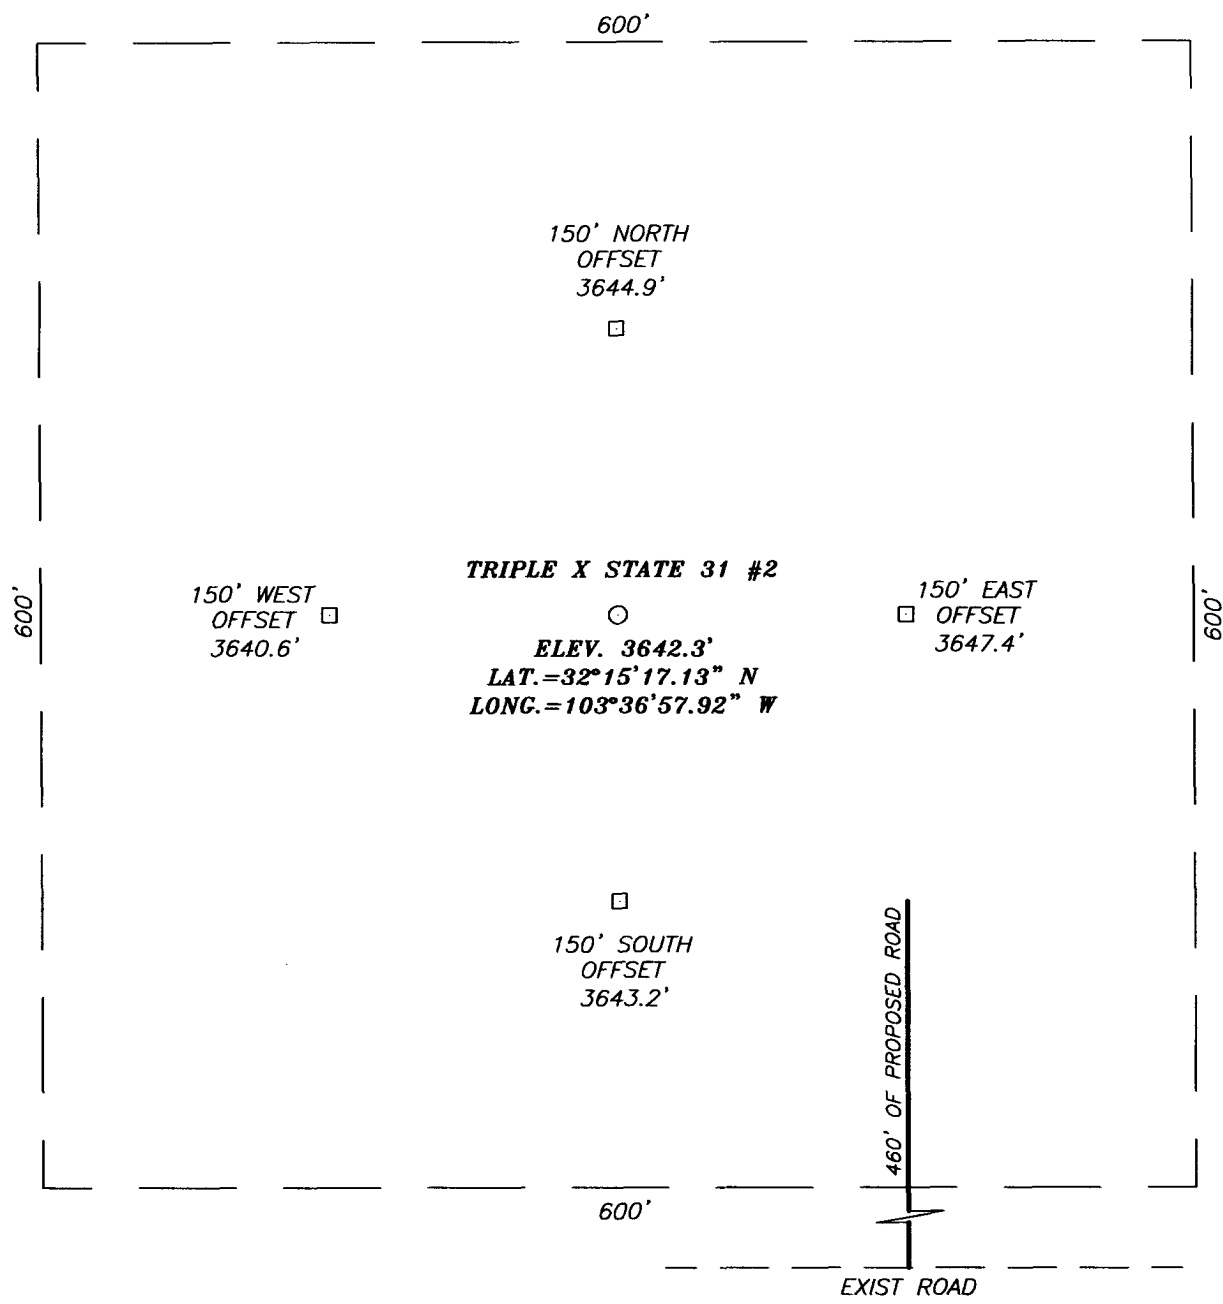 600'
150' NORTH
OFFSET
3644.9'
TRIPLE X STATE 31 #2
150' WEST
OFFSET
3640.6'
ELEV. 3642.3'
LAT.=32°15'17.13" N
LONG.=103°36'57.92" W
150' EAST
OFFSET
3647.4'
600'
600'
150' SOUTH
OFFSET
3643.2'
460' OF PROPOSED ROAD
600'
EXIST ROAD